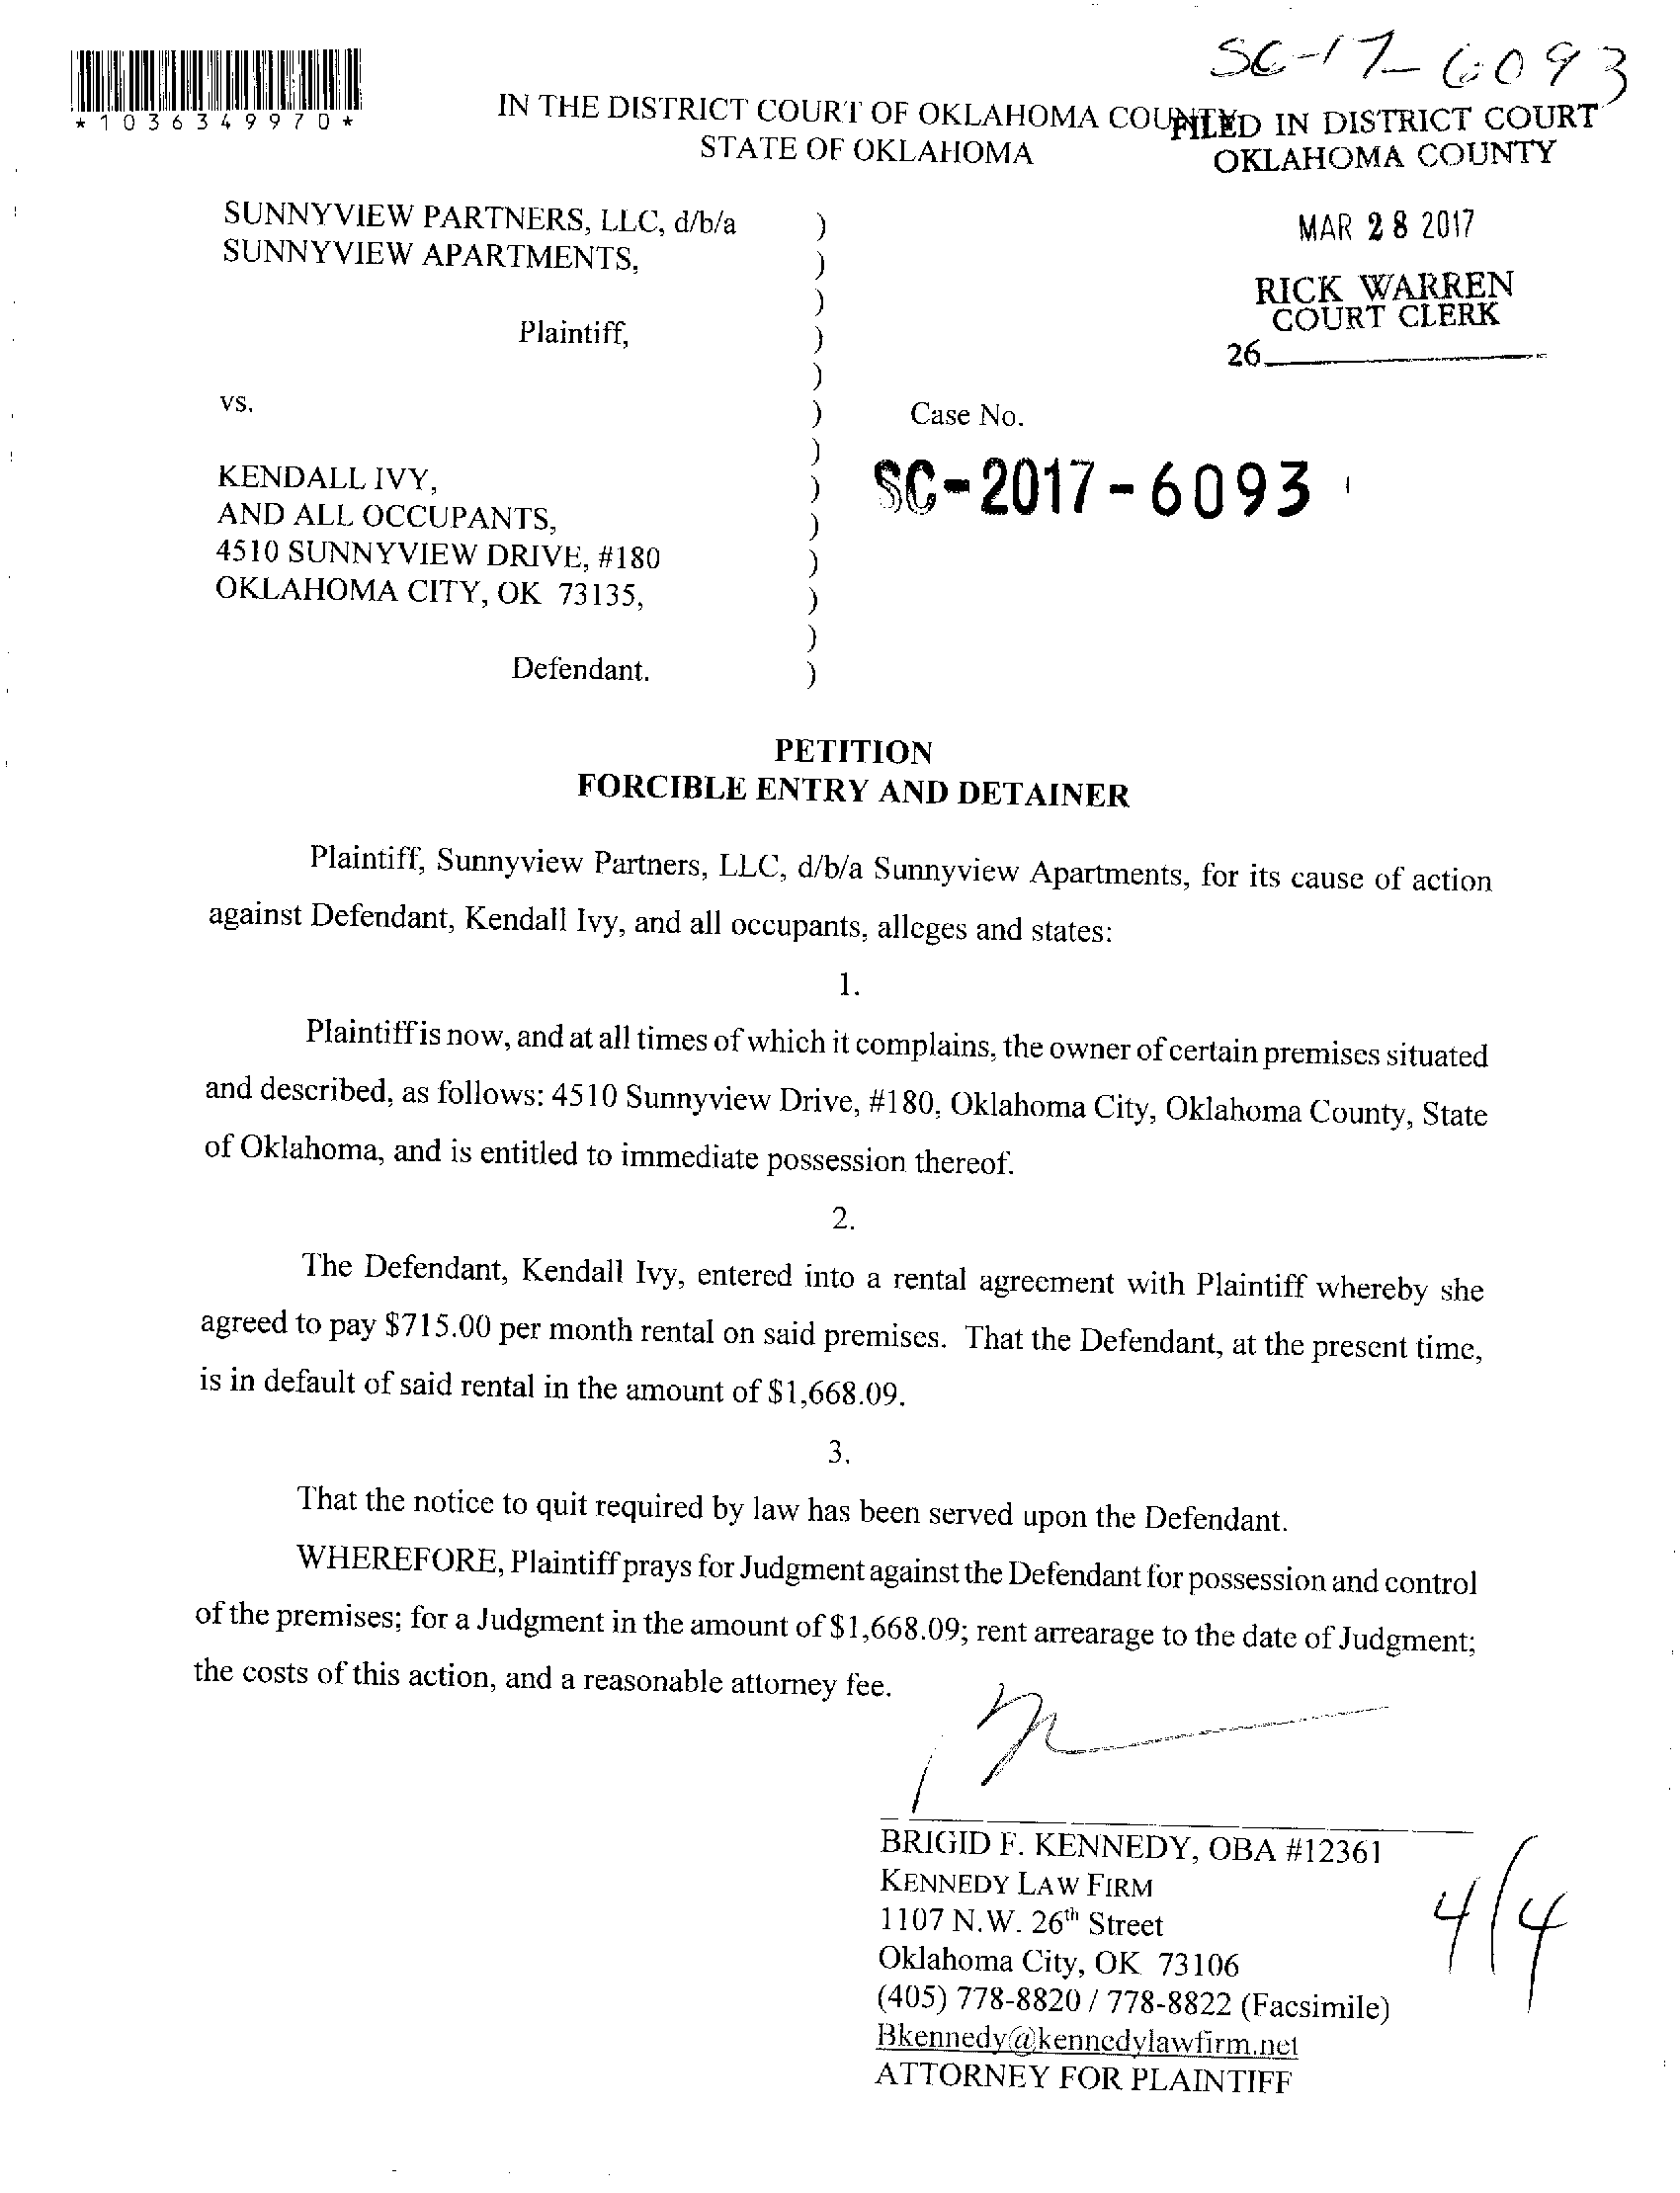 SC-17-6093
*1036349970*
IN THE DISTRICT COURT OF OKLAHOMA COUNTY
STATE OF OKLAHOMA
FILED IN DISTRICT COURT
OKLAHOMA COUNTY
MAR 28 2017
RICK WARREN
COURT CLERK
26
SUNNYVIEW PARTNERS, LLC, d/b/a )
SUNNYVIEW APARTMENTS, )
)
Plaintiff, )
)
vs. ) Case No.
)
KENDALL IVY, ) SC-2017-6093
AND ALL OCCUPANTS, )
4510 SUNNYVIEW DRIVE, #180 )
OKLAHOMA CITY, OK 73135, )
)
Defendant. )
PETITION
FORCIBLE ENTRY AND DETAINER
Plaintiff, Sunnyview Partners, LLC, d/b/a Sunnyview Apartments, for its cause of action
against Defendant, Kendall Ivy, and all occupants, alleges and states:
1.
Plaintiff is now, and at all times of which it complains, the owner of certain premises situated
and described, as follows: 4510 Sunnyview Drive, #180, Oklahoma City, Oklahoma County, State
of Oklahoma, and is entitled to immediate possession thereof.
2.
The Defendant, Kendall Ivy, entered into a rental agreement with Plaintiff whereby she
agreed to pay $715.00 per month rental on said premises. That the Defendant, at the present time,
is in default of said rental in the amount of $1,668.09.
3.
That the notice to quit required by law has been served upon the Defendant.
WHEREFORE, Plaintiff prays for Judgment against the Defendant for possession and control
of the premises; for a Judgment in the amount of $1,668.09; rent arrearage to the date of Judgment;
the costs of this action, and a reasonable attorney fee.
BRIGID F. KENNEDY, OBA #12361
KENNEDY LAW FIRM
1107 N.W. 26th Street
Oklahoma City, OK 73106
(405) 778-8820 / 778-8822 (Facsimile)
Bkennedy@kennedylawfirm.net
ATTORNEY FOR PLAINTIFF
4/4